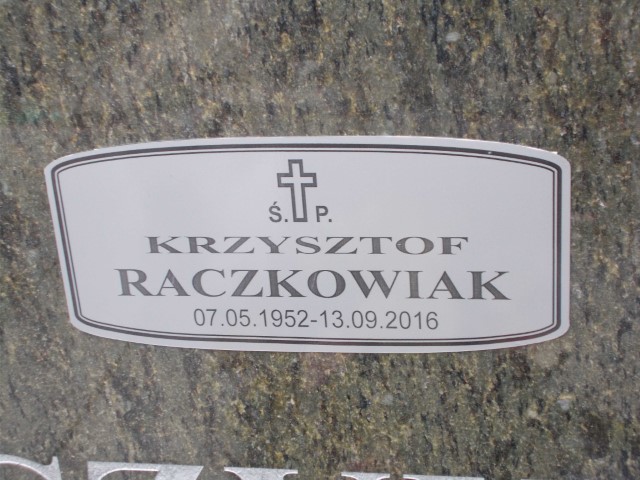 Ś. P.
KRZYSZTOF
RACZKOWIAK
07.05.1952-13.09.2016